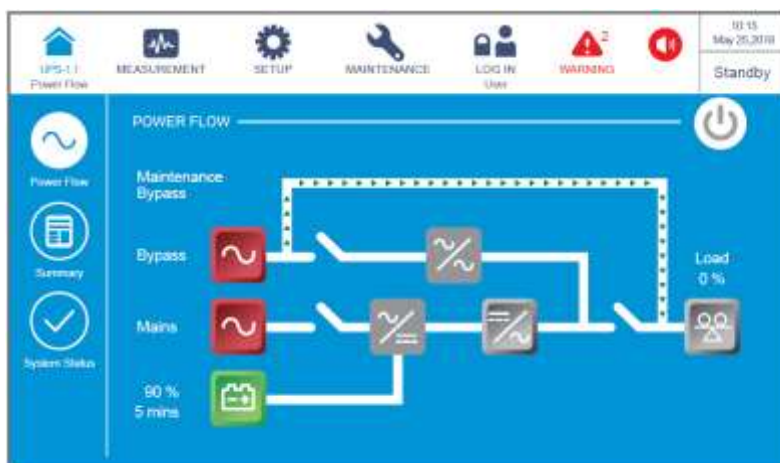 UPS-1.1
Power Flow
MEASUREMENT
SETUP
MAINTENANCE
LOG IN
User
2
WARNING
10:15
May 25,2018
Standby
POWER FLOW
Power Flow
Summary
System Status
Maintenance
Bypass
Bypass
Load
0 %
Mains
90 %
5 mins